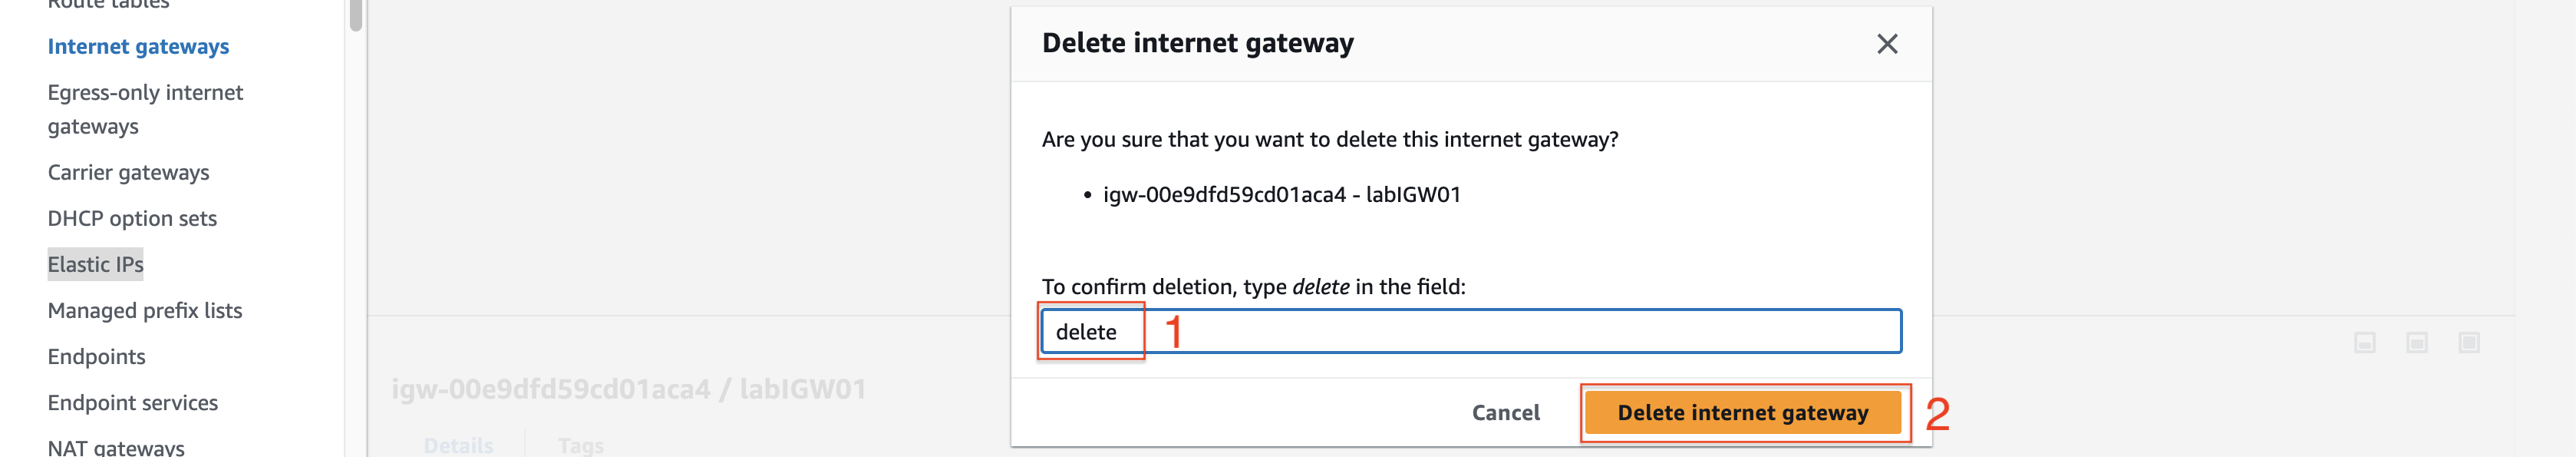 Route tables
Internet gateways
Egress-only internet
gateways
Carrier gateways
DHCP option sets
Elastic IPs
Managed prefix lists
Endpoints
Endpoint services
NAT gateways
igw-00e9dfd59cd01aca4 / labIGW01
Details
Tags
Delete internet gateway
Are you sure that you want to delete this internet gateway?
• igw-00e9dfd59cd01aca4 - labIGW01
To confirm deletion, type delete in the field:
delete 1
Cancel
Delete internet gateway 2